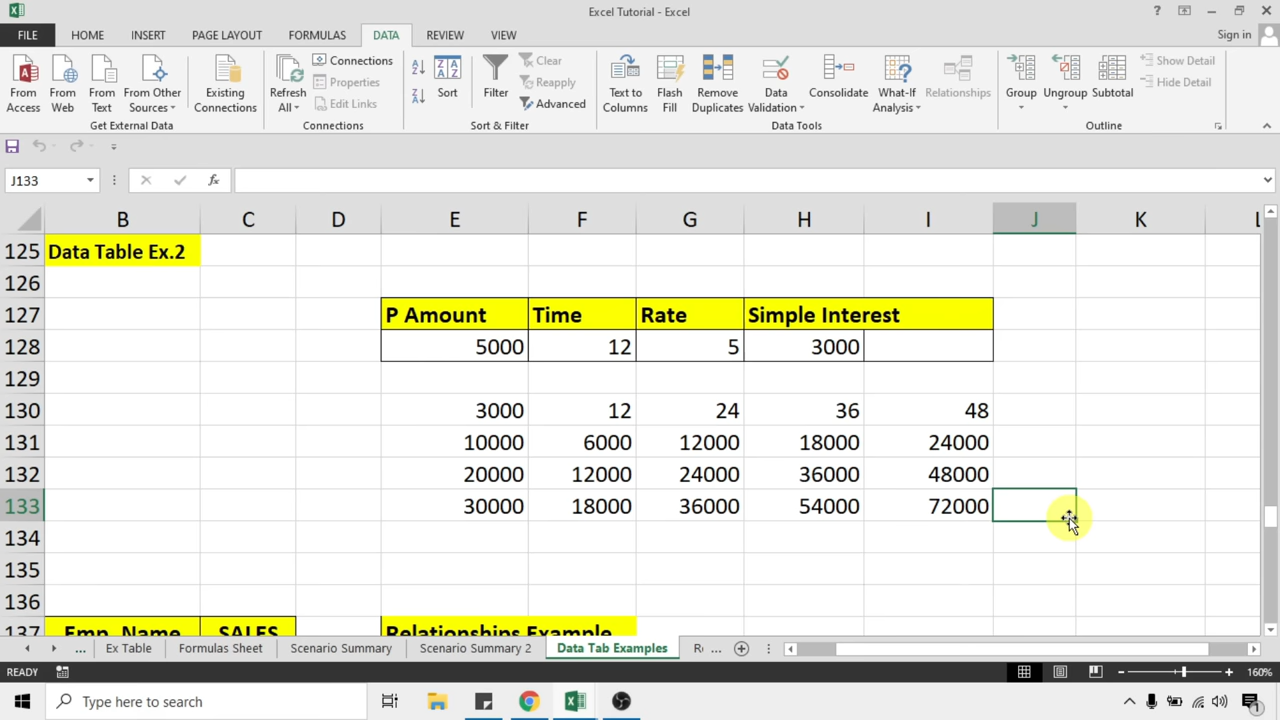 Excel Tutorial - Excel
?
FILE HOME INSERT PAGE LAYOUT FORMULAS DATA REVIEW VIEW Sign in
From Access
From Web
From Text
From Other Sources
Existing Connections
Get External Data
Refresh All
Connections
Properties
Edit Links
Connections
Sort
Filter
Clear
Reapply
Advanced
Sort & Filter
Text to Columns
Flash Fill
Remove Duplicates
Data Validation
Consolidate
What-If Analysis
Relationships
Data Tools
Group
Ungroup
Subtotal
Show Detail
Hide Detail
Outline
J133 fx
B C D E F G H I J K L
125 Data Table Ex.2
126
127 P Amount Time Rate Simple Interest
128 5000 12 5 3000
129
130 3000 12 24 36 48
131 10000 6000 12000 18000 24000
132 20000 12000 24000 36000 48000
133 30000 18000 36000 54000 72000
134
135
136
137 Emp. Name SALES Relationships Example
... Ex Table Formulas Sheet Scenario Summary Scenario Summary 2 Data Tab Examples R ...
READY 160%
Type here to search
1